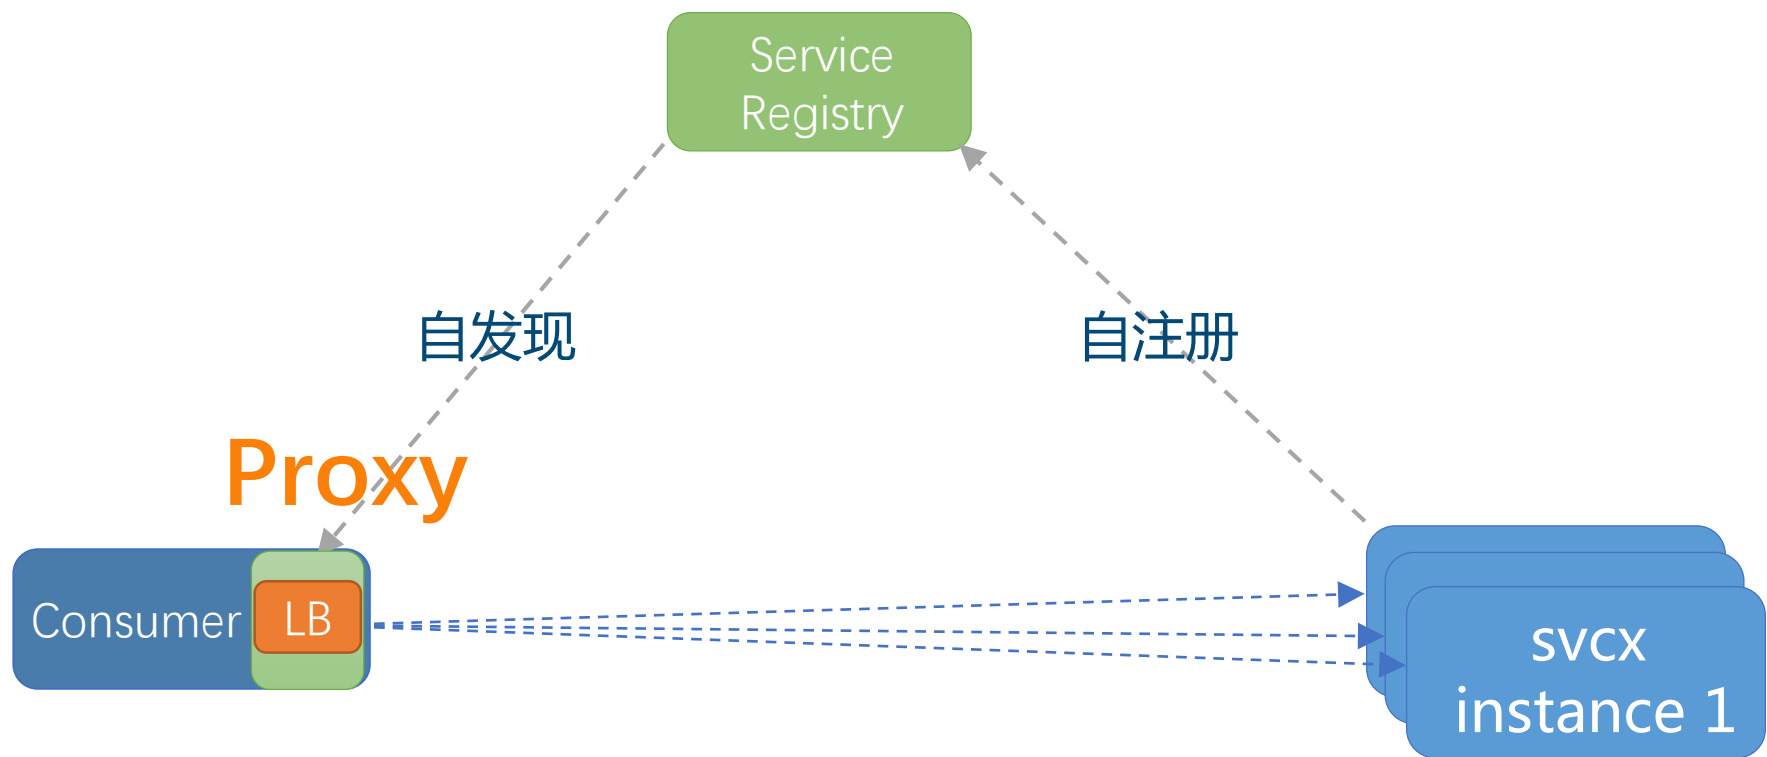 Service
Registry
自发现
自注册
Proxy
Consumer
LB
svcx
instance 1